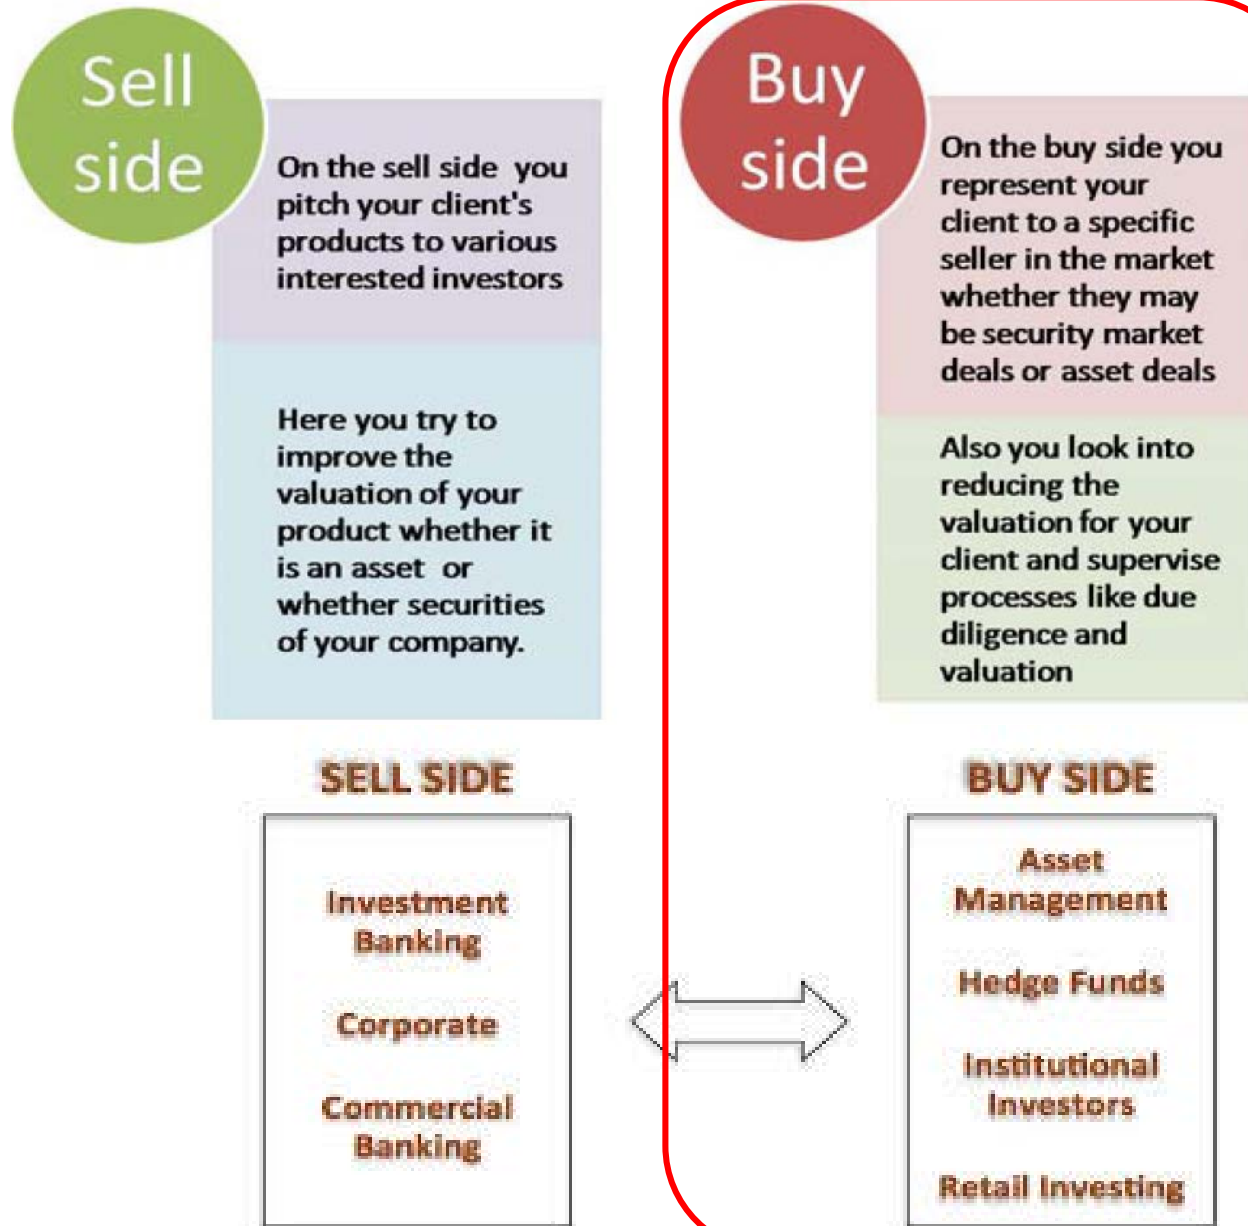 Sell
side
On the sell side you
pitch your client's
products to various
interested investors
Here you try to
improve the
valuation of your
product whether it
is an asset or
whether securities
of your company.
Buy
side
On the buy side you
represent your
client to a specific
seller in the market
whether they may
be security market
deals or asset deals
Also you look into
reducing the
valuation for your
client and supervise
processes like due
diligence and
valuation
SELL SIDE
Investment
Banking
Corporate
Commercial
Banking
BUY SIDE
Asset
Management
Hedge Funds
Institutional
Investors
Retail Investing